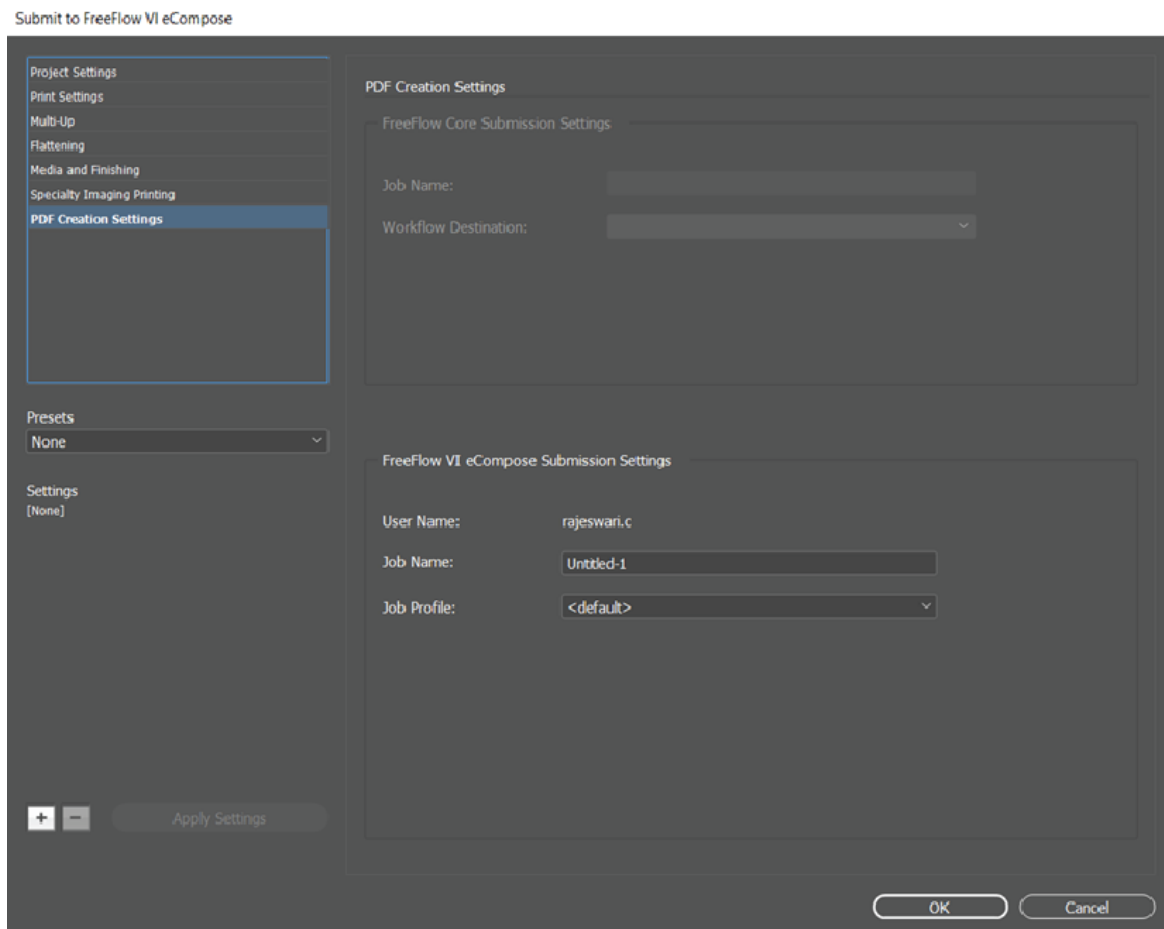 Submit to FreeFlow VI eCompose
Project Settings
Print Settings
Multi-Up
Flattening
Media and Finishing
Specialty Imaging Printing
PDF Creation Settings
Presets
None
Settings
[None]
+ −
Apply Settings
PDF Creation Settings
FreeFlow Core Submission Settings
Job Name:
Workflow Destination:
FreeFlow VI eCompose Submission Settings
User Name: rajeswari.c
Job Name: Untitled-1
Job Profile: <default>
OK Cancel